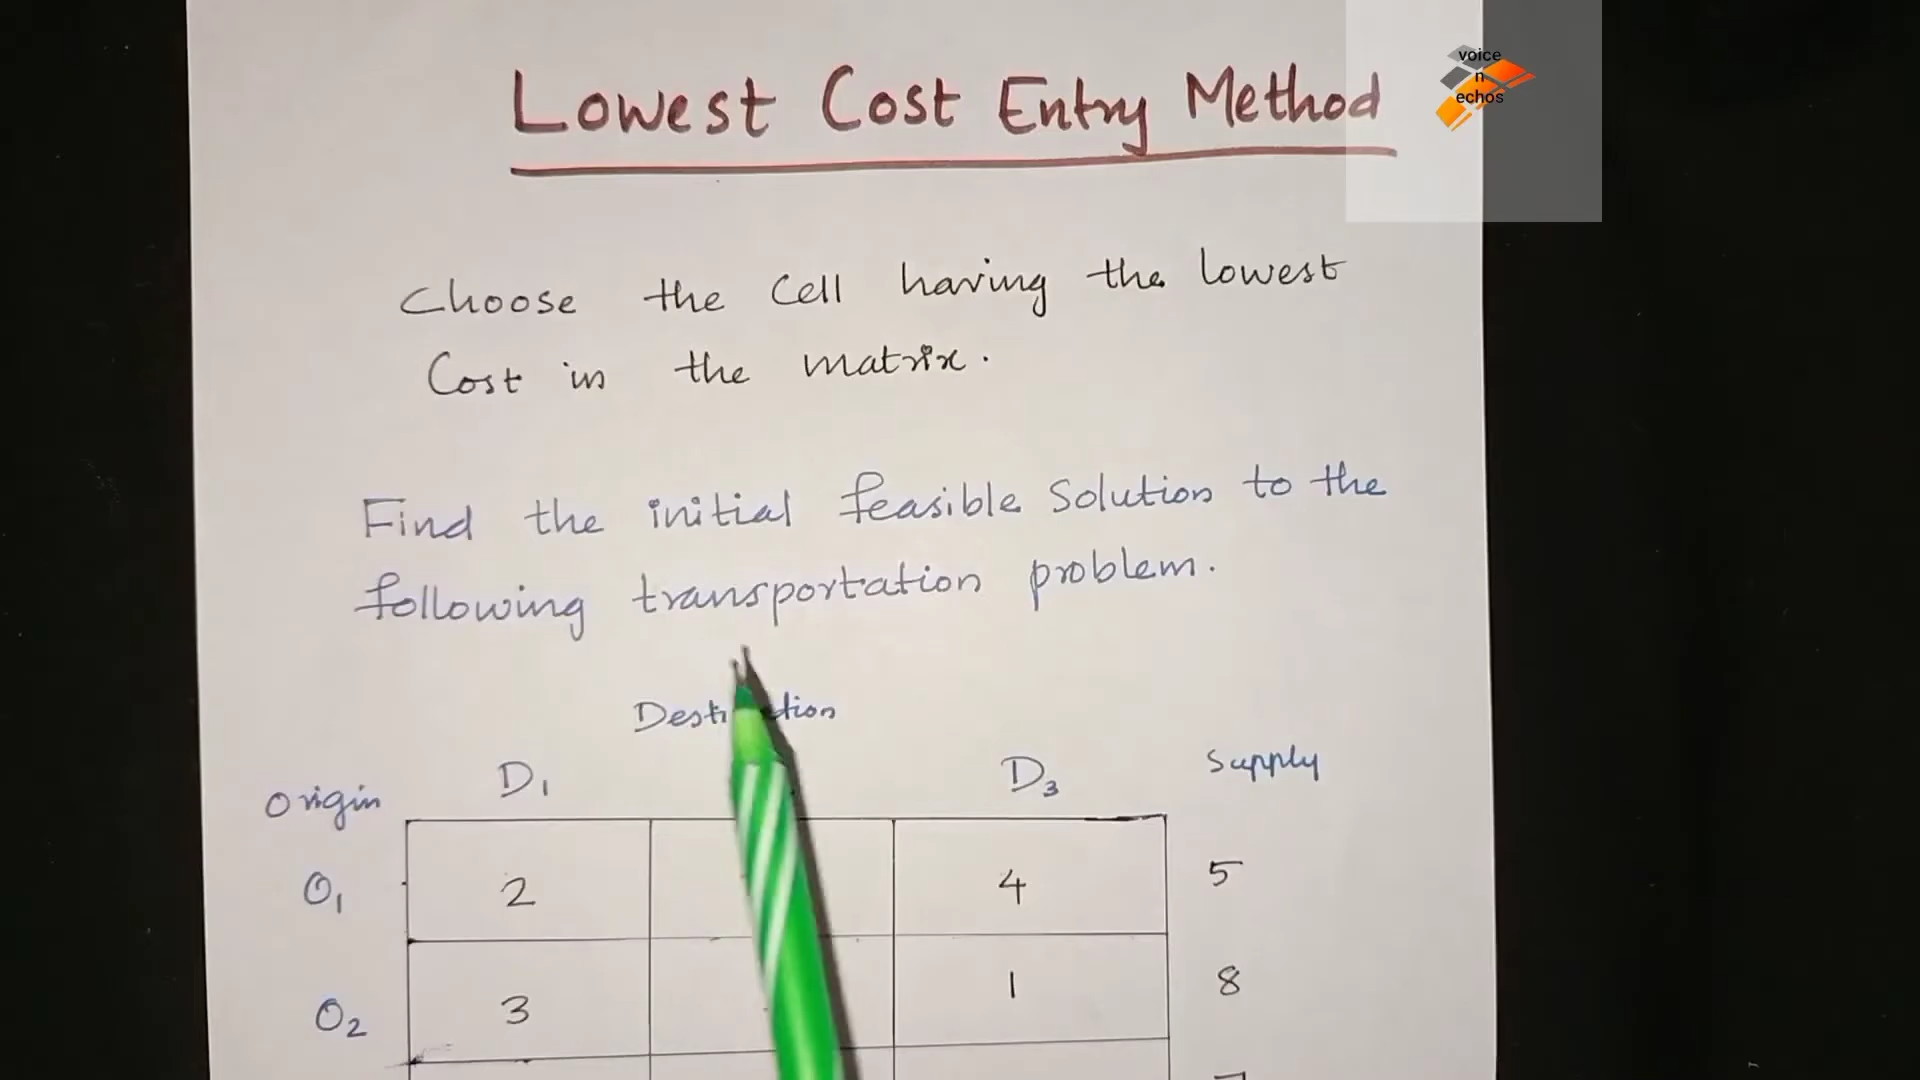 voice
n
echos
Lowest Cost Entry Method
Choose the Cell having the lowest
Cost in the matrix.
Find the initial feasible Solution to the
following transportation problem.
Origin D1 D3 Supply
O1 2 4 5
O2 3 1 8